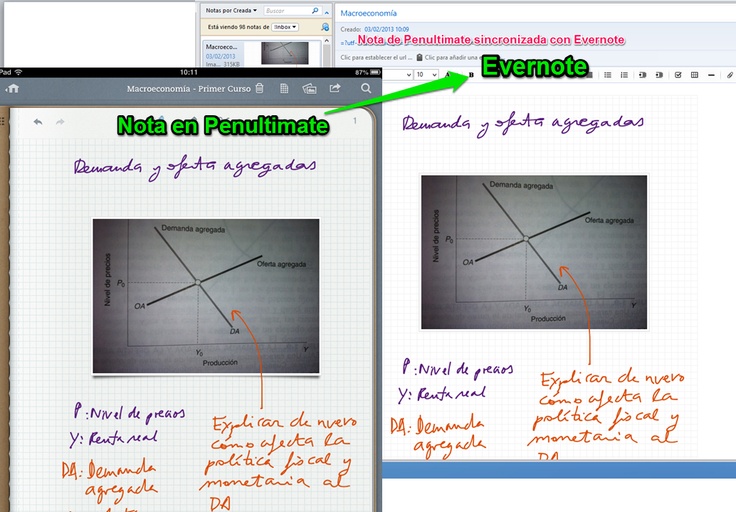 Notas por Creada
Buscar
Está viendo 98 notas de
Inbox
Macroeco...
03/02/2013
Ima... 315KB
Macroeconomía
Creado: 03/02/2013 10:09
Nota de Penultimate sincronizada con Evernote
=?utf-
Clic para establecer el url ...
Clic para añadir una e
Evernote
10
B
Pad
10:11
87%
Macroeconomía - Primer Curso
Nota en Penultimate
1
Demanda y oferta agregadas
Nivel de precios
Demanda agregada
Oferta agregada
P0
OA
DA
Y0
Y
Producción
P: Nivel de precios
Y: Renta real
DA: Demanda
agregada
Explicar de nuevo
como afecta la
política fiscal y
monetaria al
DA
Demanda y oferta agregadas
Nivel de precios
Demanda agregada
Oferta agregada
P0
OA
DA
Y0
Y
Producción
P: Nivel de precios
Y: Renta real
DA: Demanda
agregada
Explicar de nuevo
como afecta la
política fiscal y
monetaria al
DA